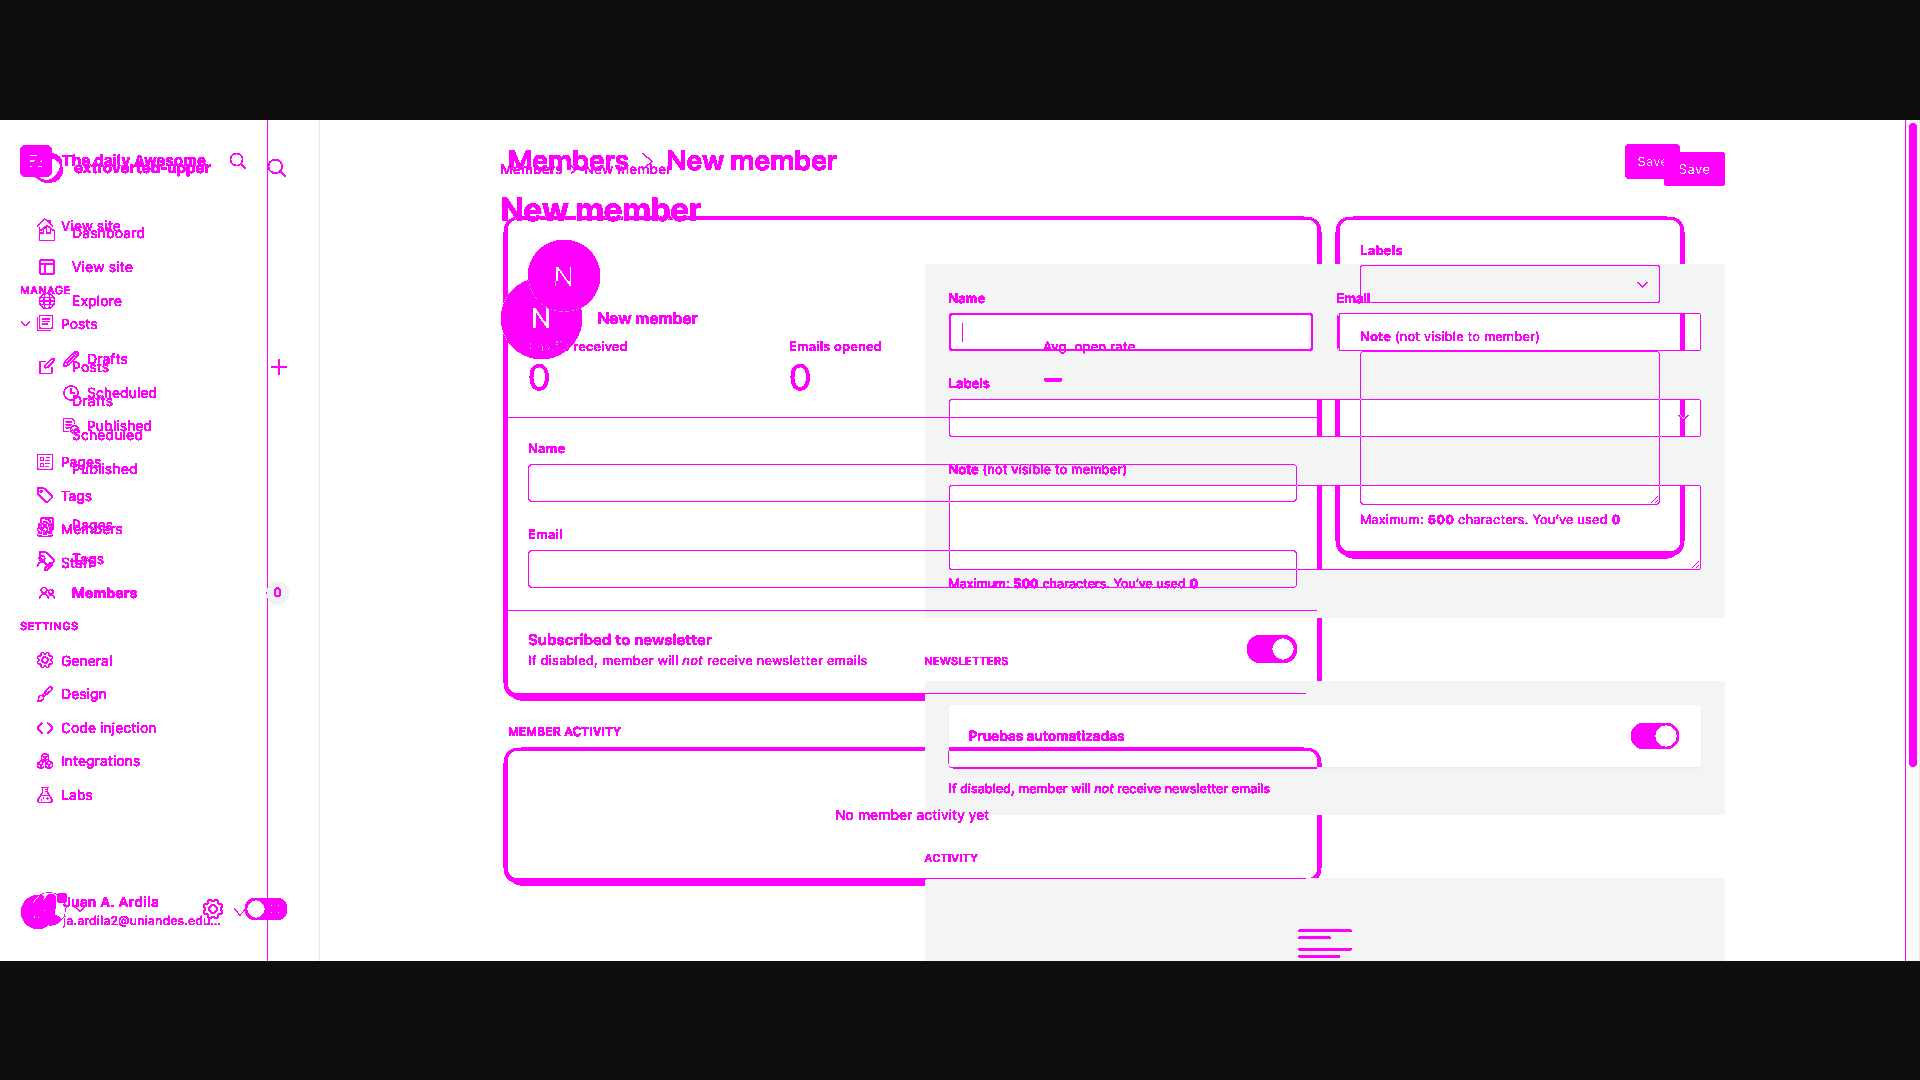 The daily Awesome
extroverted-upper
Members > New member
Members > New member
Save
Save
New member
View site
Dashboard
View site
MANAGE
Explore
Posts
Drafts
Posts
Scheduled
Drafts
Published
Scheduled
Pages
Published
Tags
Pages
Members
Tags
Staff
Members 0
SETTINGS
General
Design
Code injection
Integrations
Labs
Juan A. Ardila
ja.ardila2@uniandes.edu...
N
N
New member
received
Emails opened
Avg. open rate
0
0
–
Name
Email
Subscribed to newsletter
If disabled, member will not receive newsletter emails
MEMBER ACTIVITY
No member activity yet
Name
Email
Labels
Note (not visible to member)
Maximum: 500 characters. You've used 0
Labels
Note (not visible to member)
Maximum: 500 characters. You've used 0
NEWSLETTERS
Pruebas automatizadas
If disabled, member will not receive newsletter emails
ACTIVITY